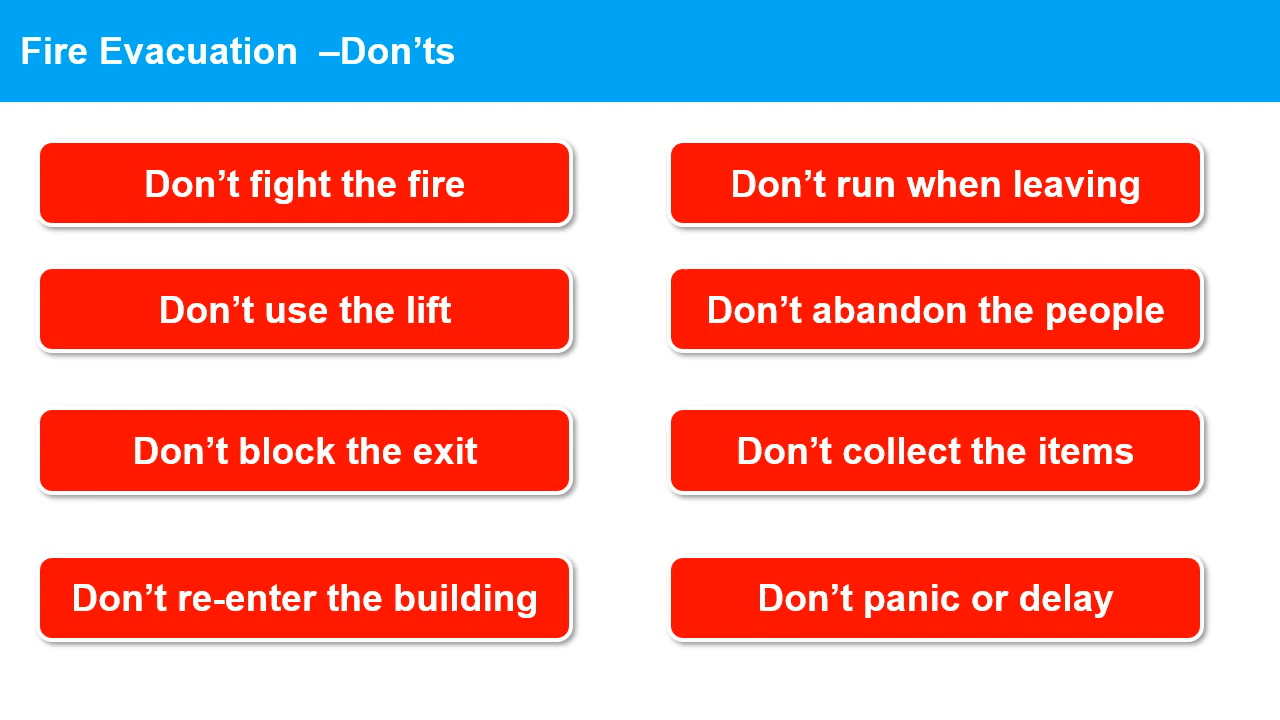 Fire Evacuation  –Don’ts
Don’t fight the fire
Don’t run when leaving
Don’t use the lift
Don’t abandon the people
Don’t block the exit
Don’t collect the items
Don’t re-enter the building
Don’t panic or delay